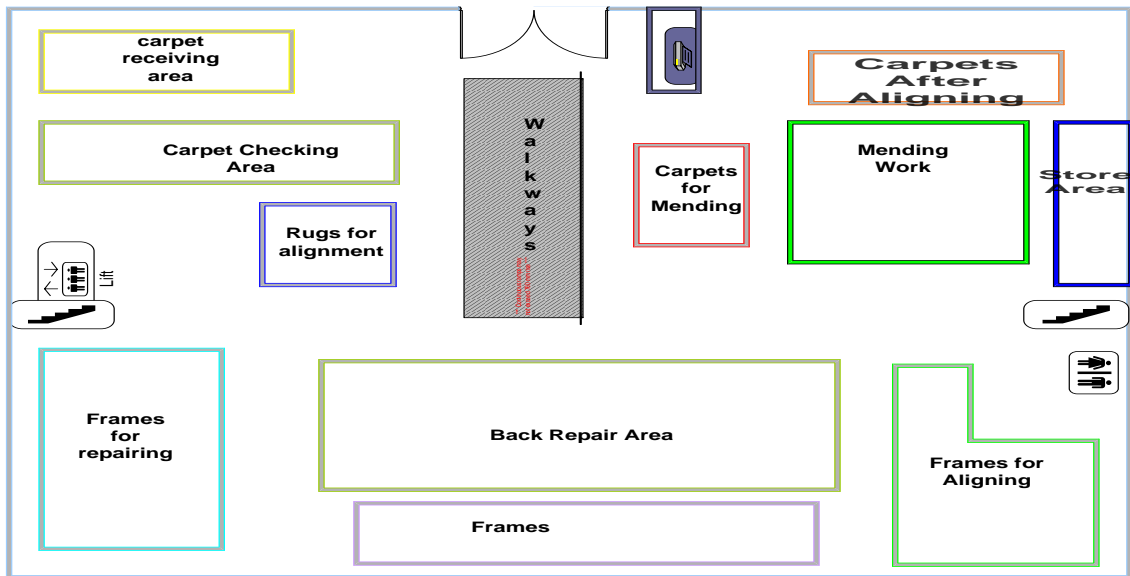 carpet
receiving
area
Carpets
After
Aligning
Carpet Checking
Area
Walkways
Carpets
for
Mending
Mending
Work
Store
Area
Rugs for
alignment
Lift
Frames
for
repairing
Back Repair Area
Frames for
Aligning
Frames